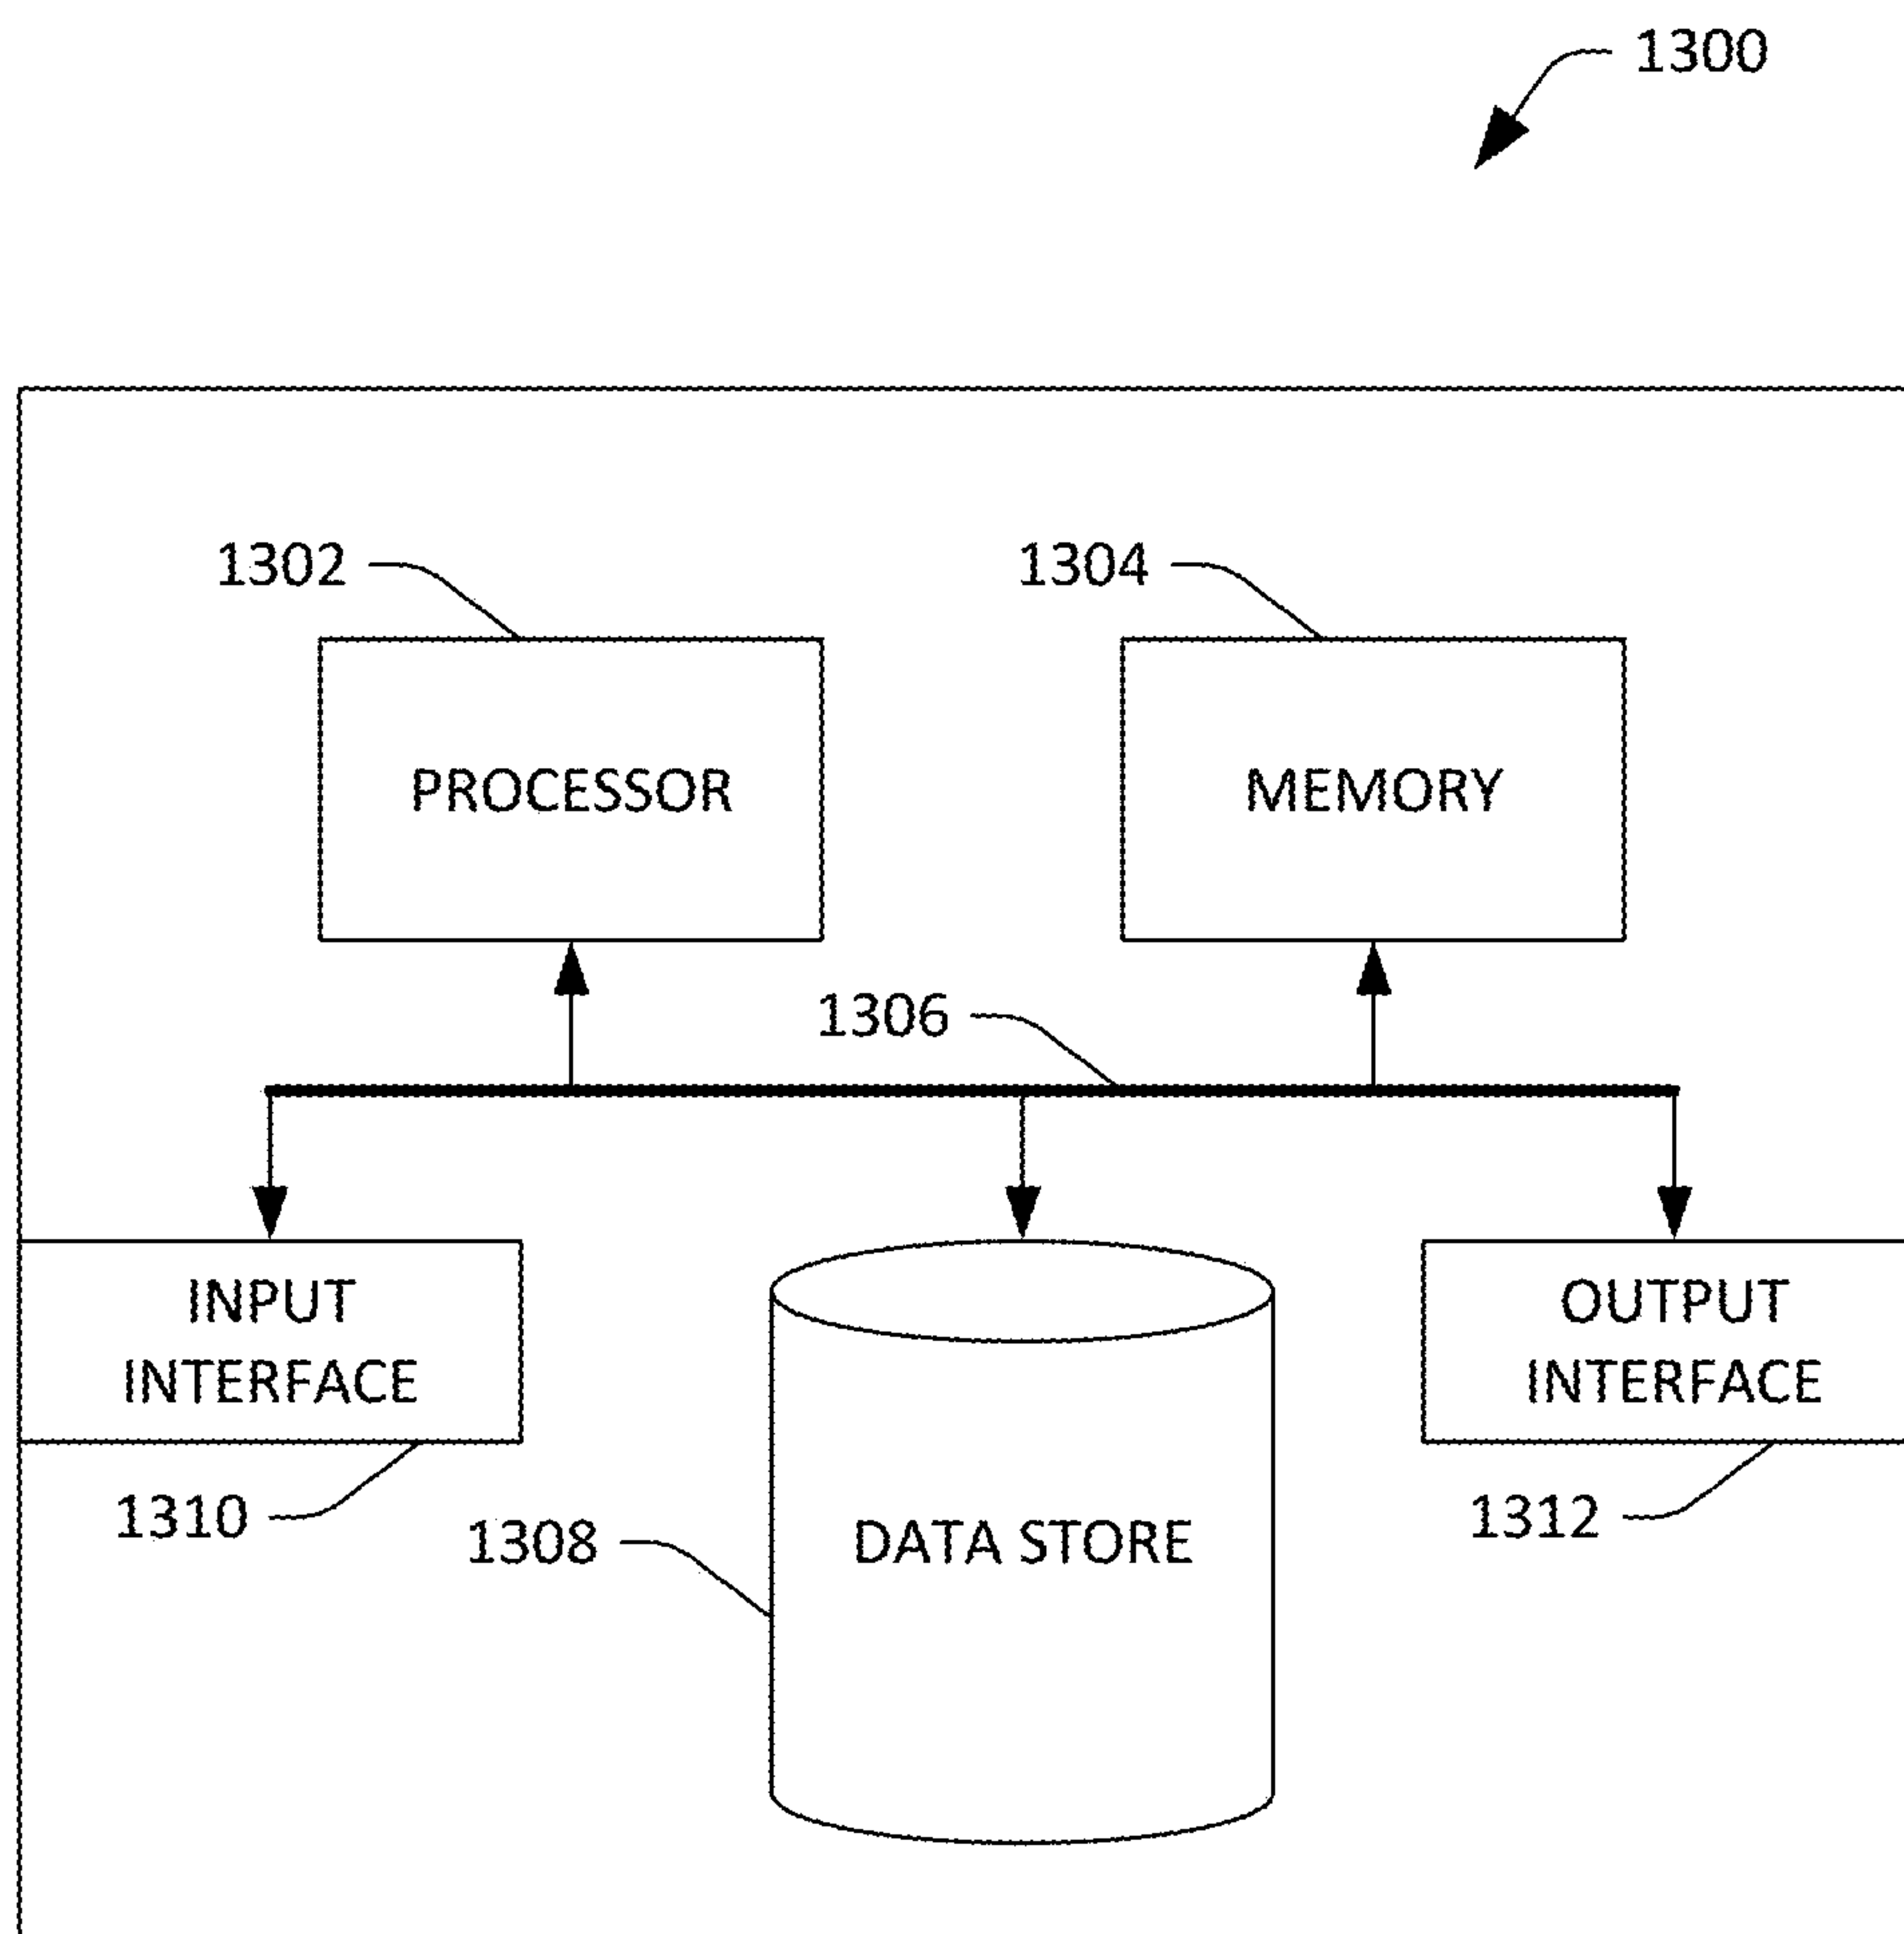 1300
1302
1304
PROCESSOR
MEMORY
1306
INPUT
INTERFACE
OUTPUT
INTERFACE
1310
1308
DATA STORE
1312